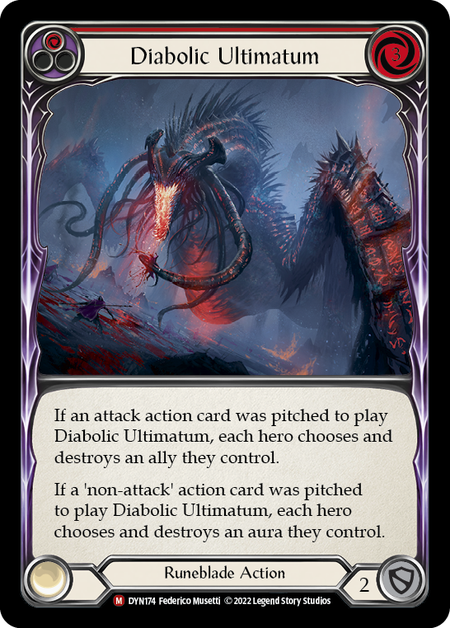 Diabolic Ultimatum
3
If an attack action card was pitched to play
Diabolic Ultimatum, each hero chooses and
destroys an ally they control.
If a 'non-attack' action card was pitched
to play Diabolic Ultimatum, each hero
chooses and destroys an aura they control.
Runeblade Action
2
M DYN174 Federico Musetti ©2022 Legend Story Studios